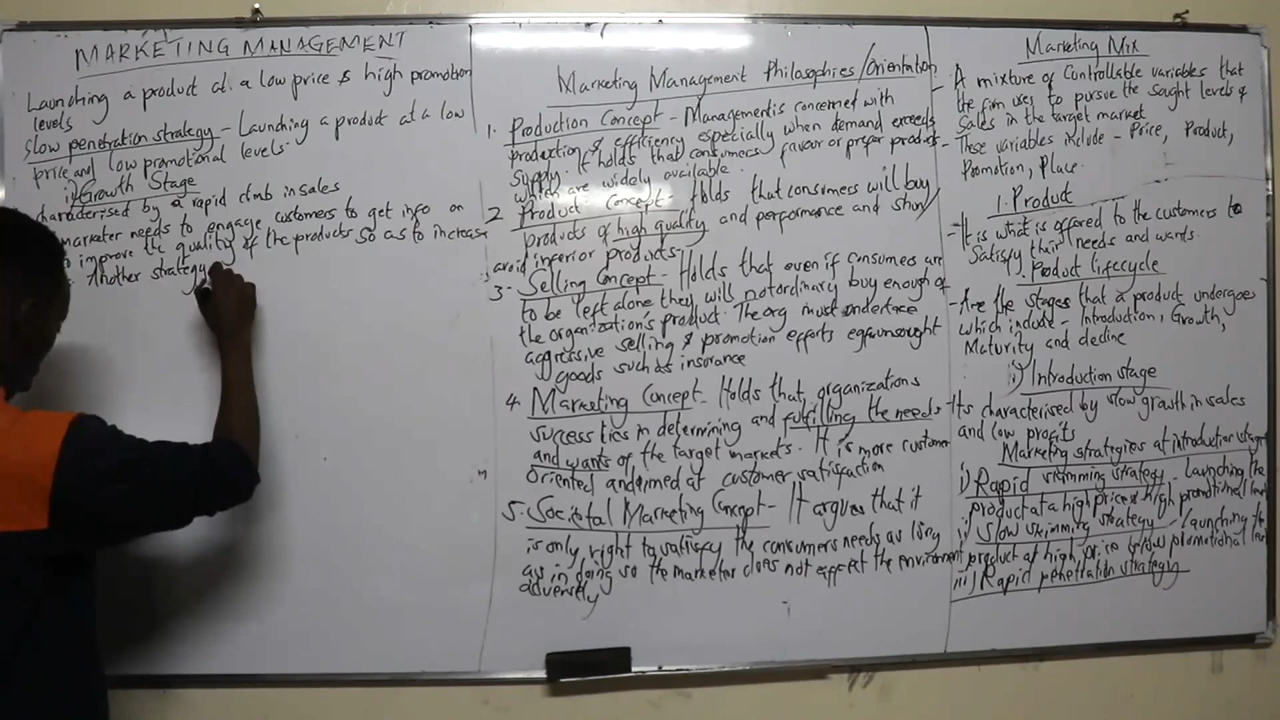 MARKETING MANAGEMENT
Launching a product at a low price & high promotion
levels
Slow penetration strategy - Launching a product at a low
price and low promotional levels.
ii) Growth Stage
characterised by a rapid climb in sales
marketer needs to engage customers to get info on
to improve the quality of the products so as to increase
Another strategy
Marketing Management Philosophies/Orientation
1. Production Concept - Management is concerned with
production & efficiency especially when demand exceeds
supply. It holds that consumers favour or prefer products
which are widely available.
2 Product Concept - Holds that consumers will buy
products of high quality and performance and shun/
avoid inferior products.
3- Selling Concept - Holds that even if consumers are
to be left alone they will not ordinary buy enough of
the organization's product. The org must undertake
aggressive selling & promotion efforts eg unsought
goods such as insorance
4. Marketing Concept - Holds that, organizations
success lies in determining and fulfilling the needs
and wants of the target markets. It is more customer
Oriented and aimed at customer satisfaction
5. Societal Marketing Concept - It argues that it
is only right to satisfy the consumers needs as long
as in doing so the marketer does not affect the environment
adversely
Marketing Mix
- A mixture of Controllable variables that
the firm uses to pursue the sought levels of
Sales in the target market
- These variables include - Price, Product,
Promotion, Place.
1. Product
- It is what is offered to the customers to
Satisfy their needs and wants.
Product lifecycle
- Are the stages that a product undergoes
which include - Introduction, Growth,
Maturity and decline
i) Introduction stage
- Its characterised by slow growth in sales
and low profits
Marketing strategies at introduction stage
i) Rapid skimming strategy - Launching the
product at a high price & high promotional level
ii) Slow skimming strategy - Launching the
product at high price & low promotional level
iii) Rapid penetration strategy